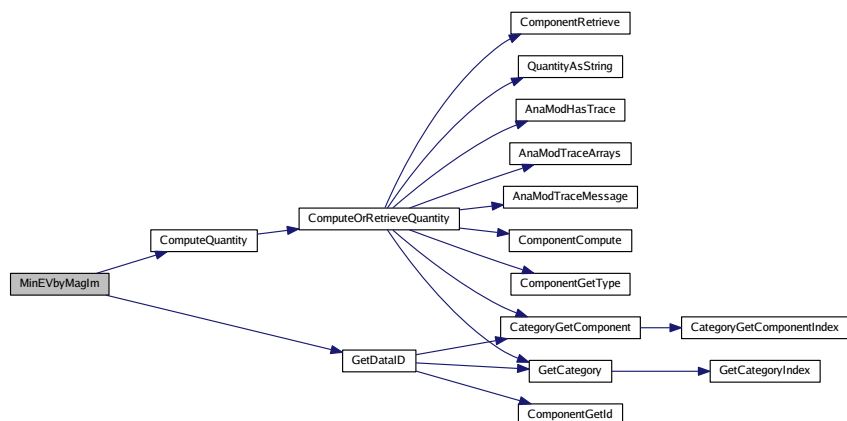 ComponentRetrieve
QuantityAsString
AnaModHasTrace
AnaModTraceArrays
AnaModTraceMessage
ComputeOrRetrieveQuantity
ComputeQuantity
ComponentCompute
MinEVbyMagIm
ComponentGetType
CategoryGetComponent
CategoryGetComponentIndex
GetDataID
GetCategory
GetCategoryIndex
ComponentGetId